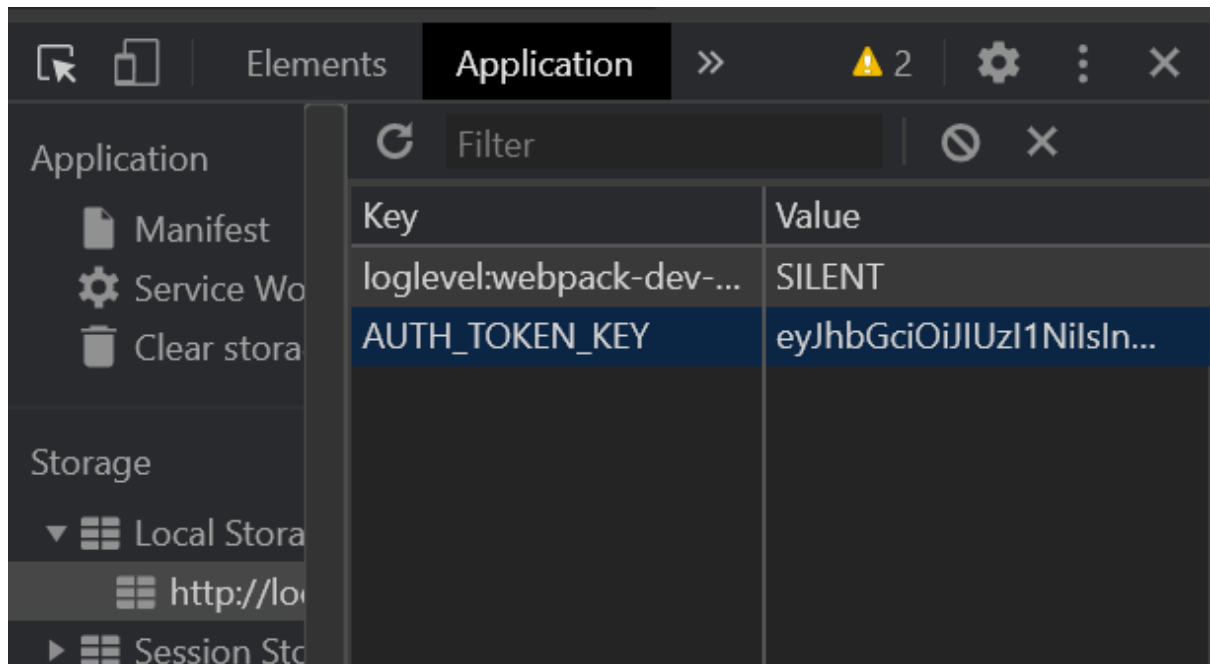 Elements Application 2
Application
Filter
Manifest
Key Value
Service Wo
loglevel:webpack-dev-... SILENT
Clear stora
AUTH_TOKEN_KEY eyJhbGciOiJIUzI1NiIsIn...
Storage
Local Stora
http://loc
Session Sto